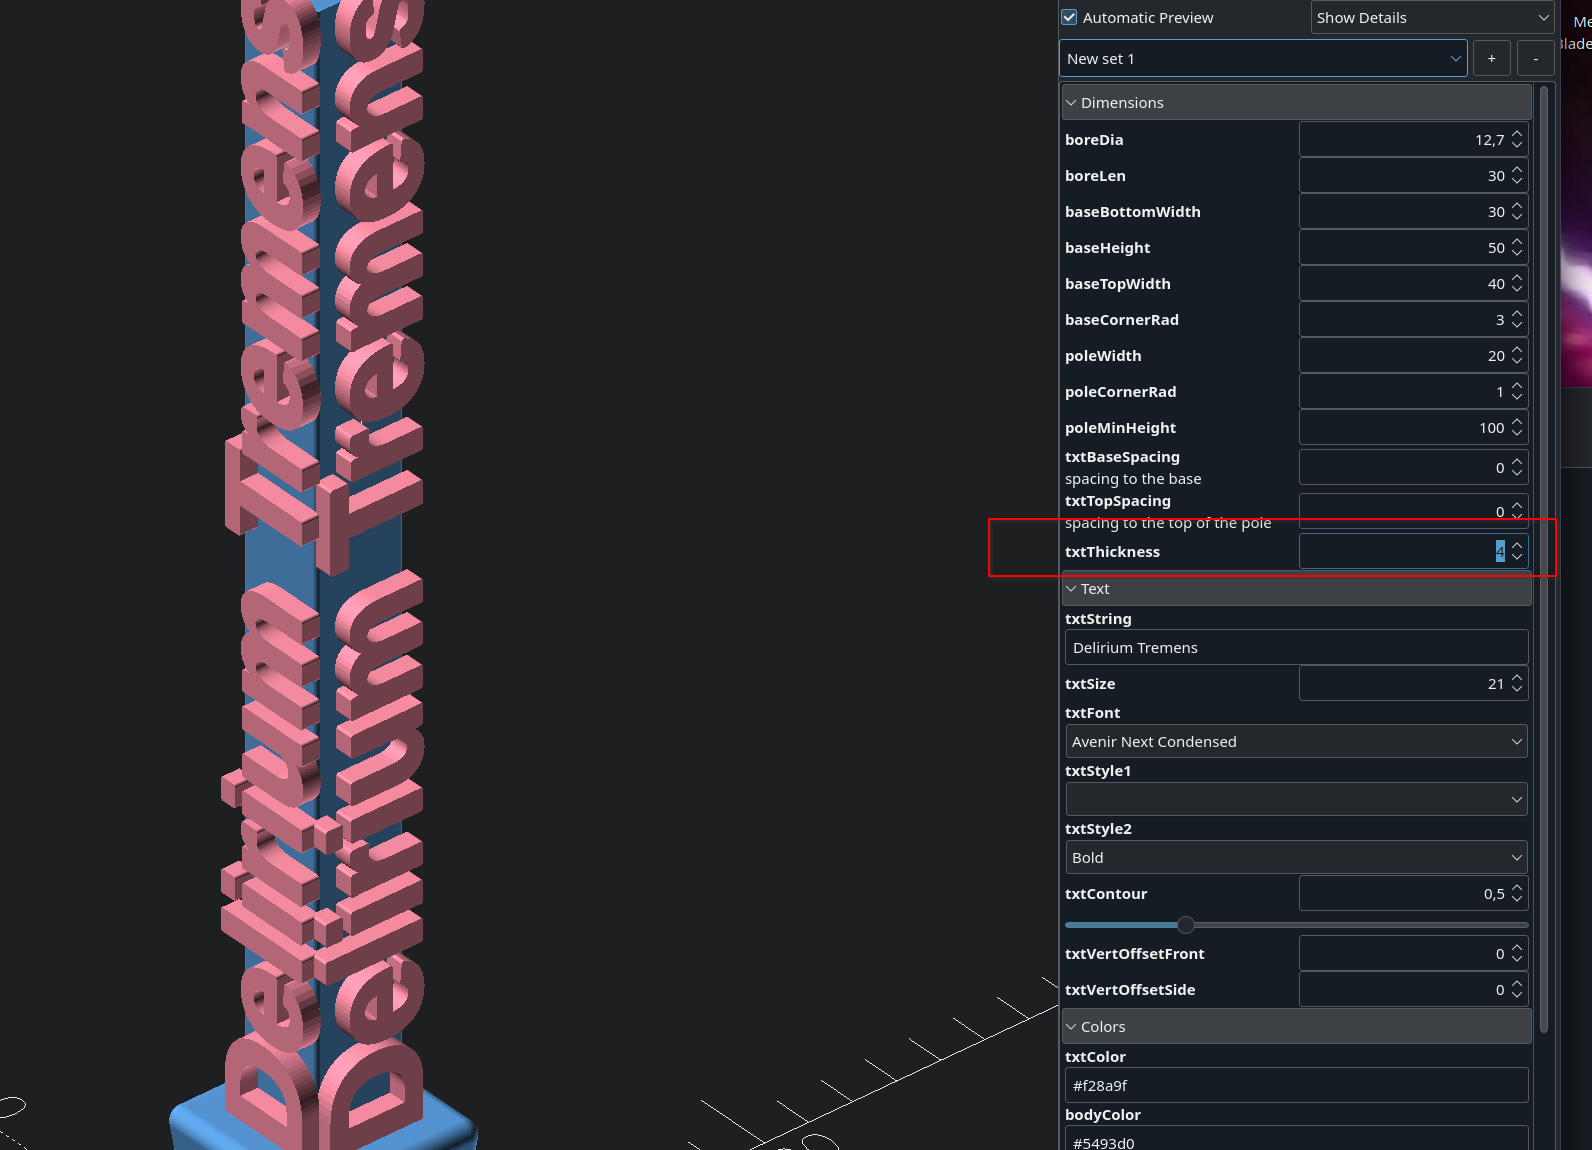 Automatic Preview
Show Details
Me
Blade
New set 1
+
-
Dimensions
boreDia
12,7
boreLen
30
baseBottomWidth
30
baseHeight
50
baseTopWidth
40
baseCornerRad
3
poleWidth
20
poleCornerRad
1
poleMinHeight
100
txtBaseSpacing
spacing to the base
0
txtTopSpacing
spacing to the top of the pole
0
txtThickness
4
Text
txtString
Delirium Tremens
txtSize
21
txtFont
Avenir Next Condensed
txtStyle1
txtStyle2
Bold
txtContour
0,5
txtVertOffsetFront
0
txtVertOffsetSide
0
Colors
txtColor
#f28a9f
bodyColor
#5493d0
Delirium Tremens
Delirium Tremens